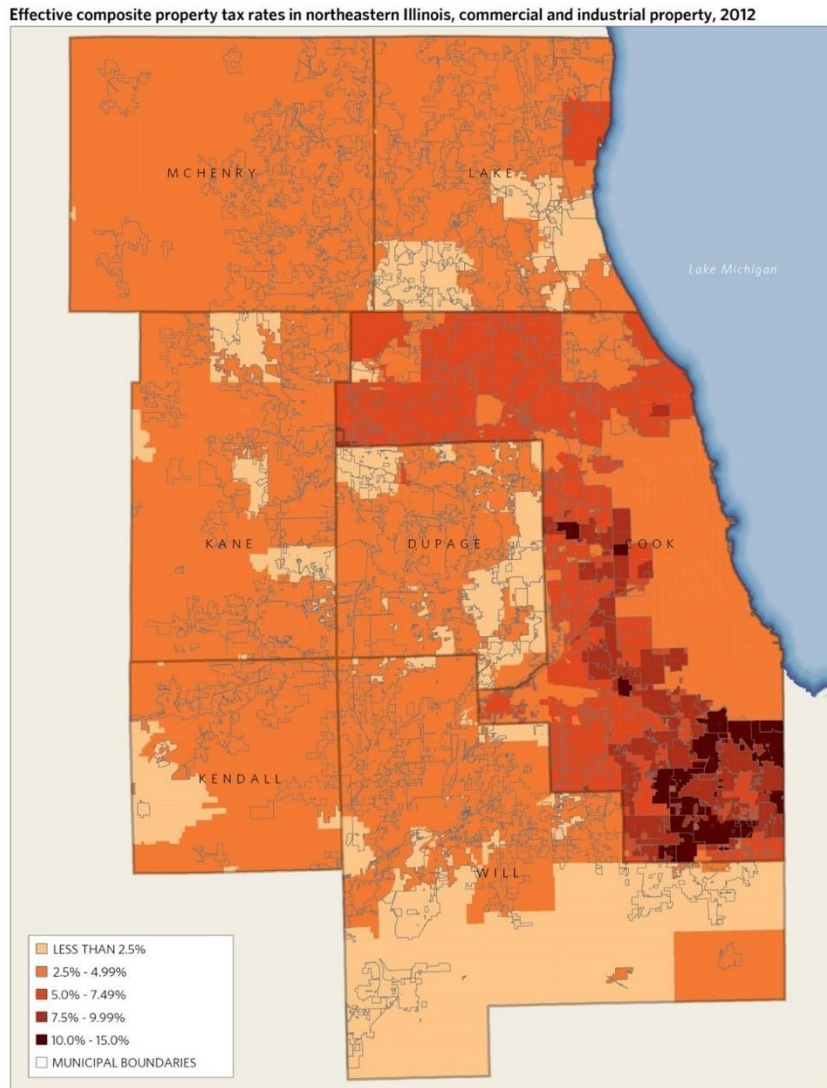 Effective composite property tax rates in northeastern Illinois, commercial and industrial property, 2012
MCHENRY
LAKE
Lake Michigan
KANE
DUPAGE
COOK
KENDALL
WILL
LESS THAN 2.5%
2.5% - 4.99%
5.0% - 7.49%
7.5% - 9.99%
10.0% - 15.0%
MUNICIPAL BOUNDARIES